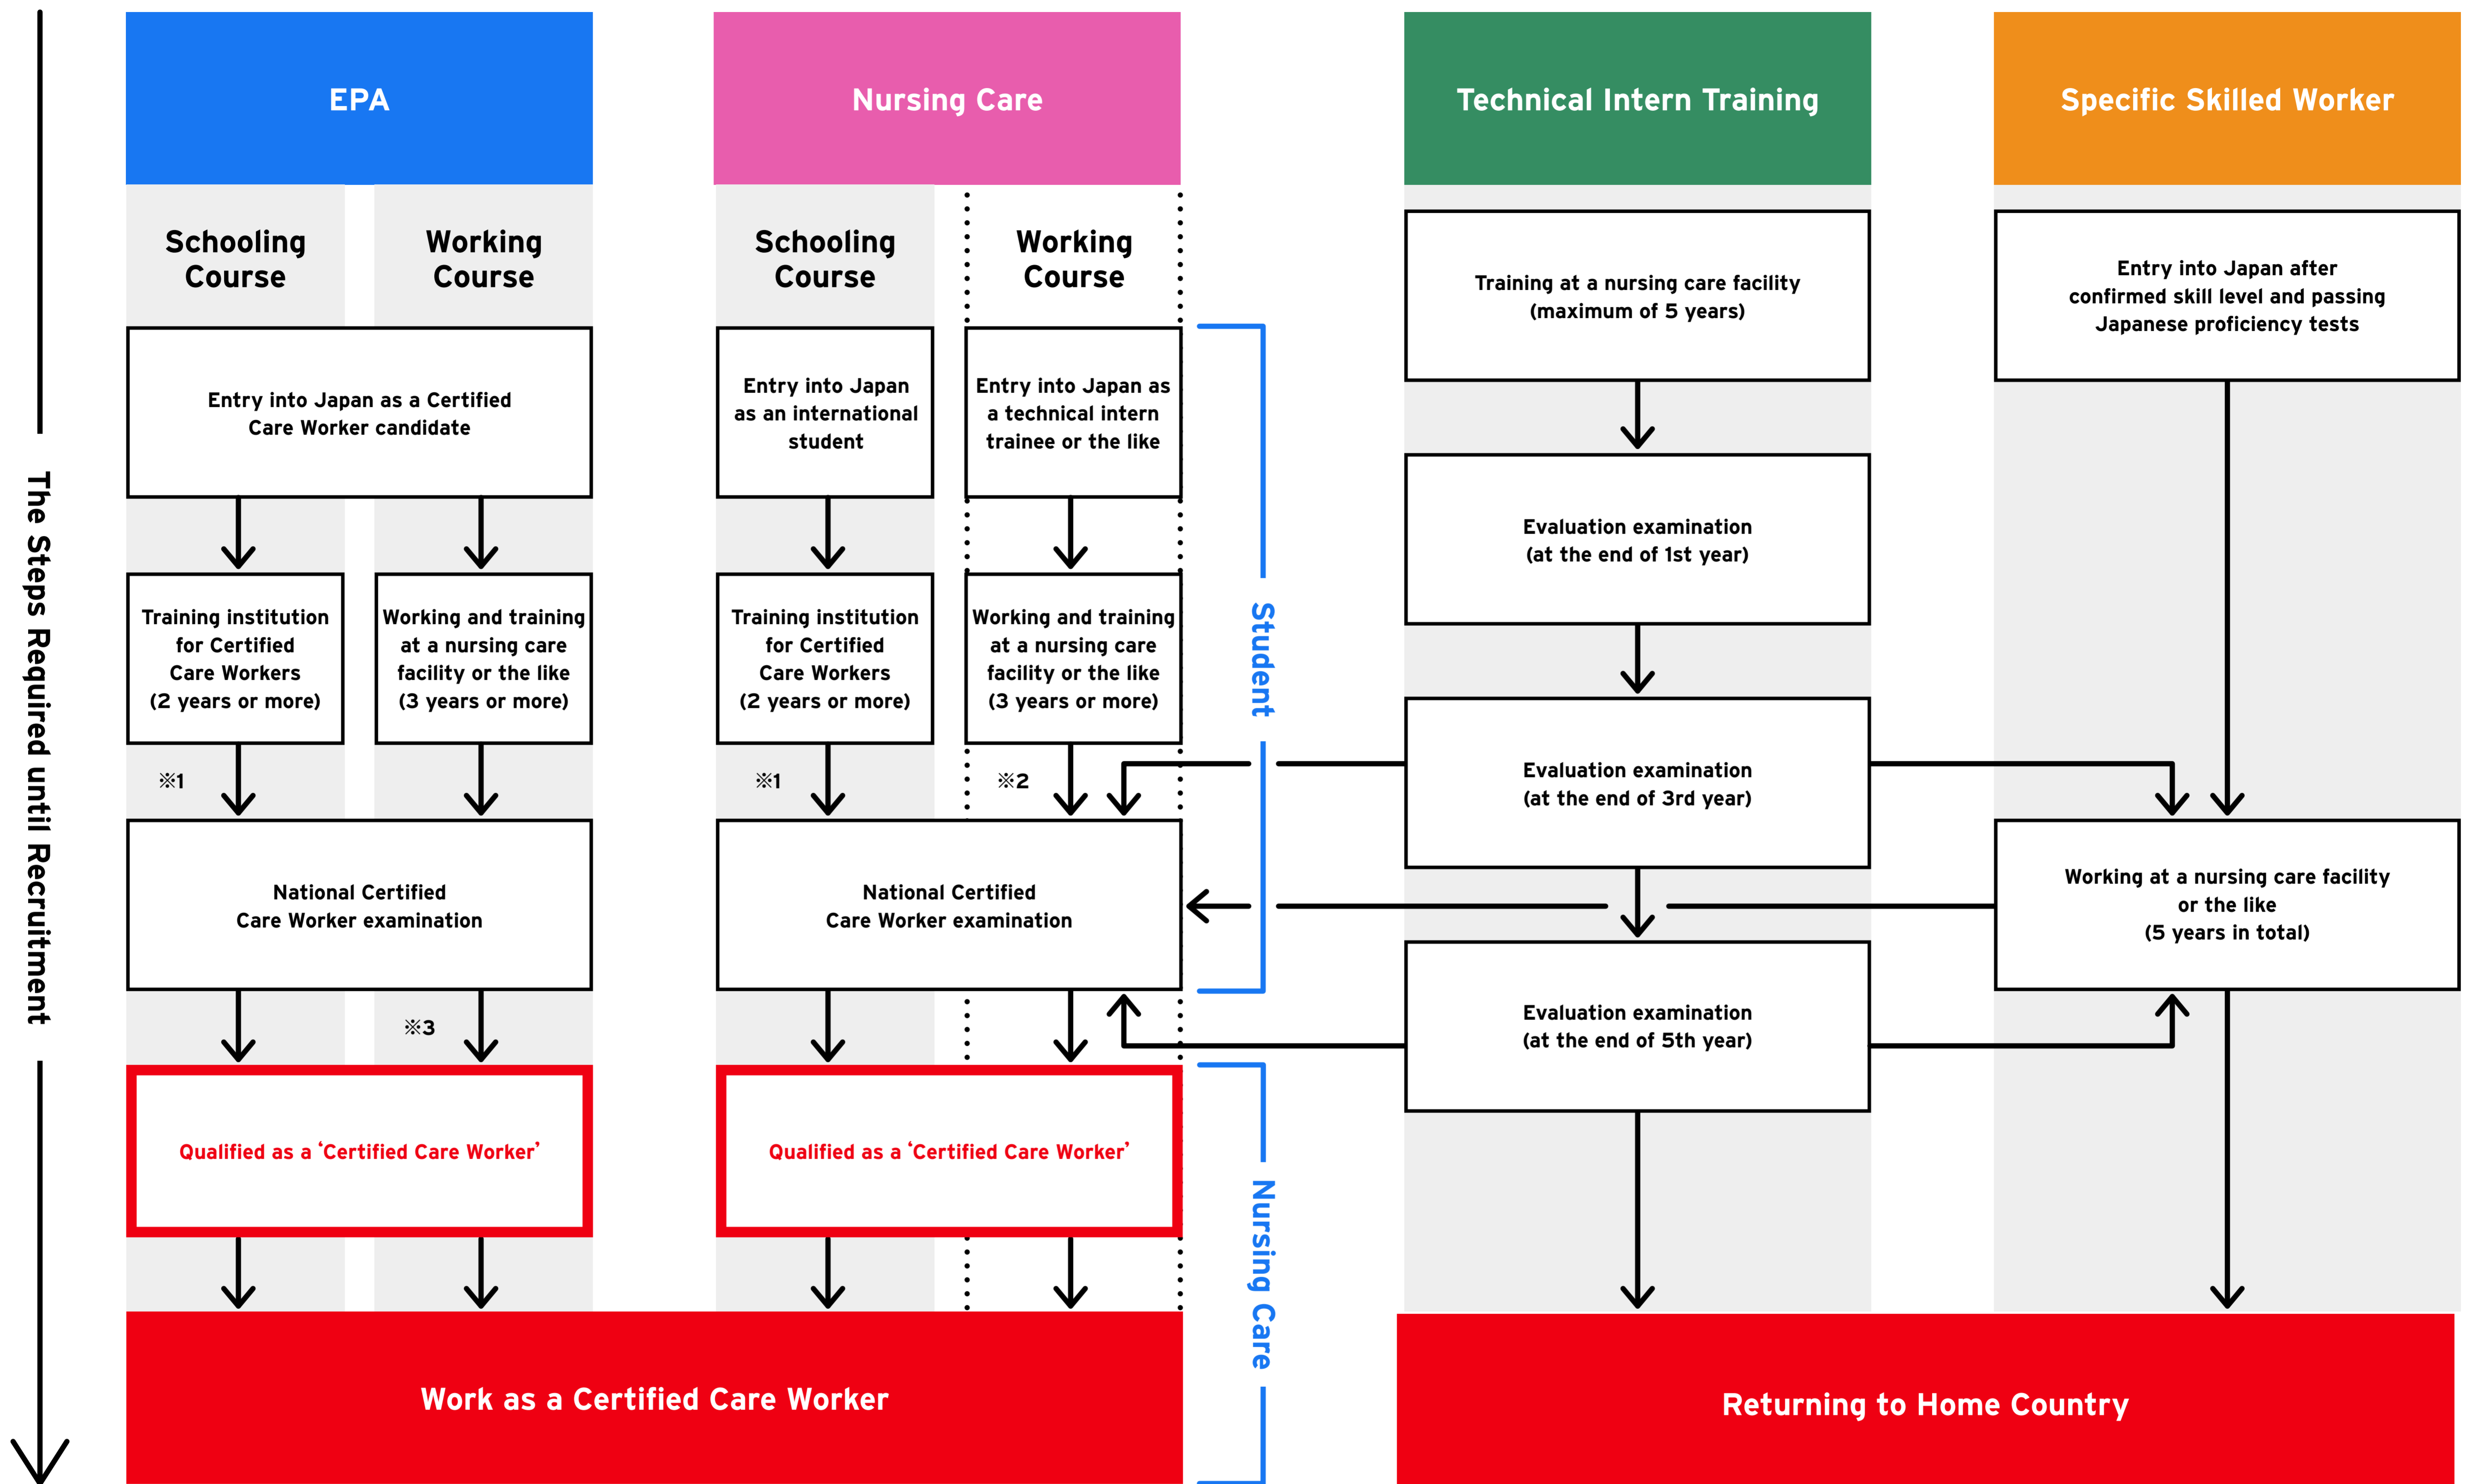 The Steps Required until Recruitment
EPA
Schooling
Course
Working
Course
Entry into Japan as a Certified
Care Worker candidate
Training institution
for Certified
Care Workers
(2 years or more)
Working and training
at a nursing care
facility or the like
(3 years or more)
※1
National Certified
Care Worker examination
※3
Qualified as a ‘Certified Care Worker’
Nursing Care
Schooling
Course
Working
Course
Entry into Japan
as an international
student
Entry into Japan as
a technical intern
trainee or the like
Training institution
for Certified
Care Workers
(2 years or more)
Working and training
at a nursing care
facility or the like
(3 years or more)
※1
※2
National Certified
Care Worker examination
Qualified as a ‘Certified Care Worker’
Work as a Certified Care Worker
Student
Nursing Care
Technical Intern Training
Training at a nursing care facility
(maximum of 5 years)
Evaluation examination
(at the end of 1st year)
Evaluation examination
(at the end of 3rd year)
Evaluation examination
(at the end of 5th year)
Specific Skilled Worker
Entry into Japan after
confirmed skill level and passing
Japanese proficiency tests
Working at a nursing care facility
or the like
(5 years in total)
Returning to Home Country